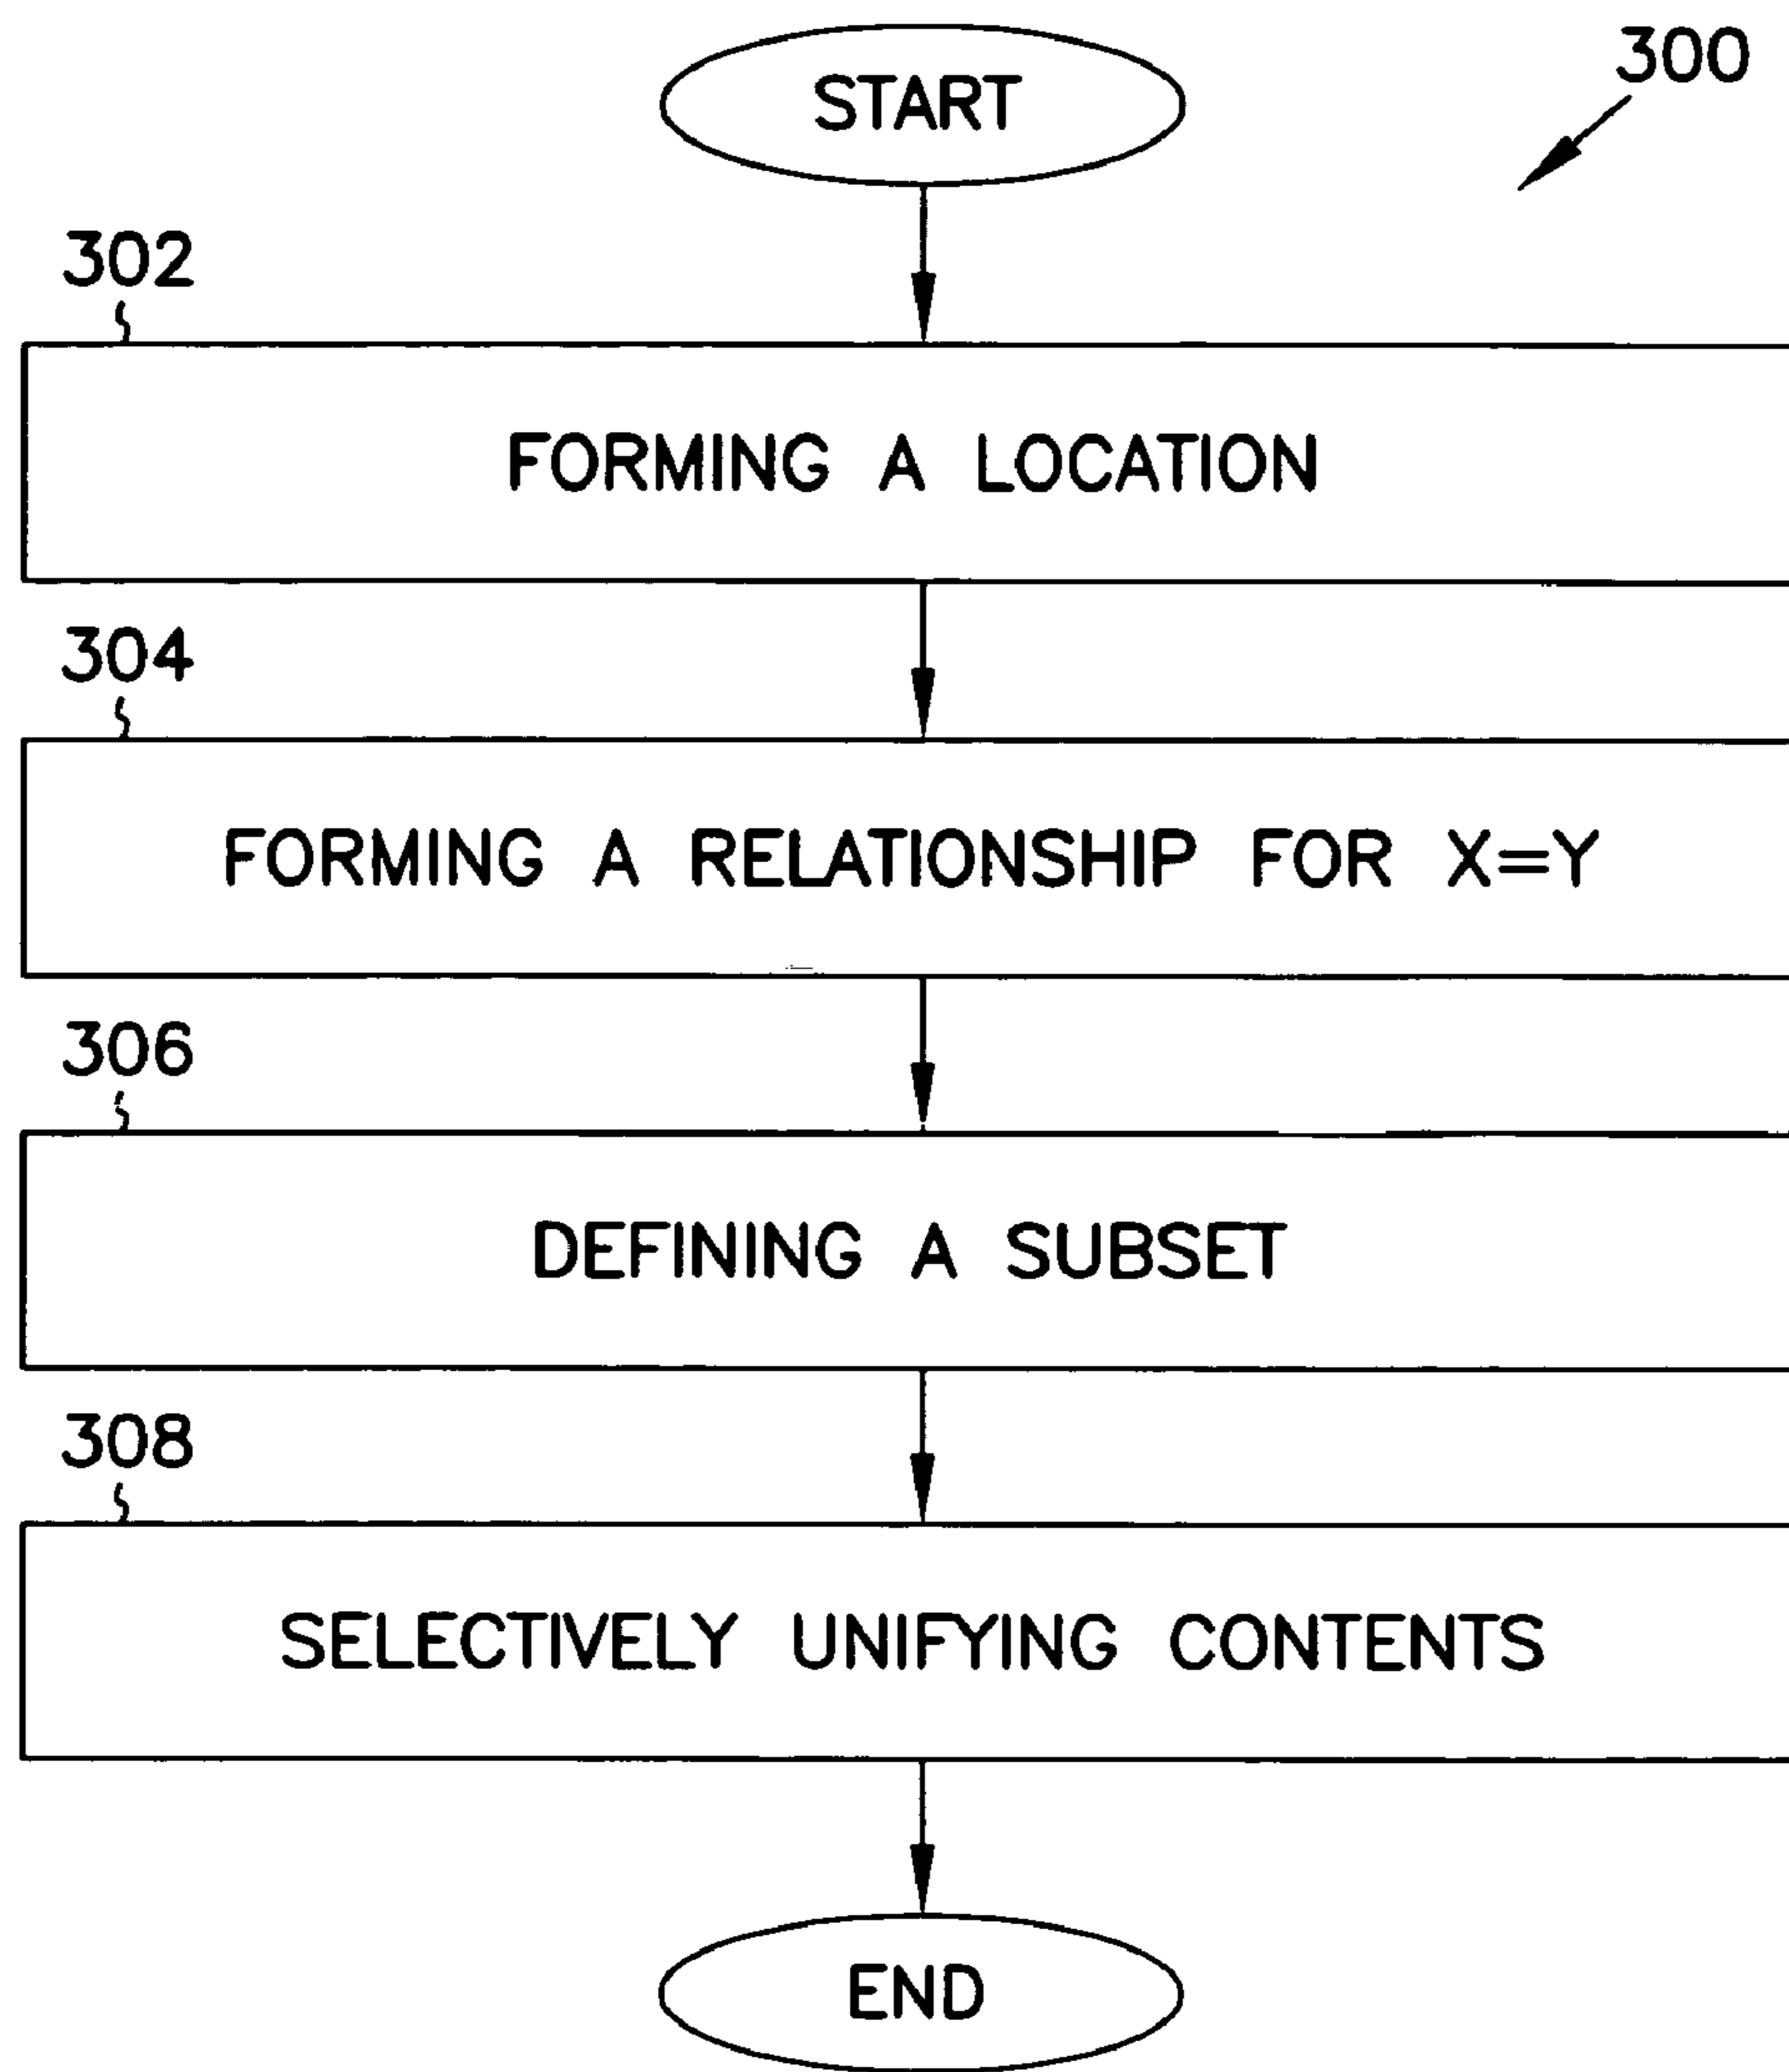 START
300
302
FORMING A LOCATION
304
FORMING A RELATIONSHIP FOR X=Y
306
DEFINING A SUBSET
308
SELECTIVELY UNIFYING CONTENTS
END